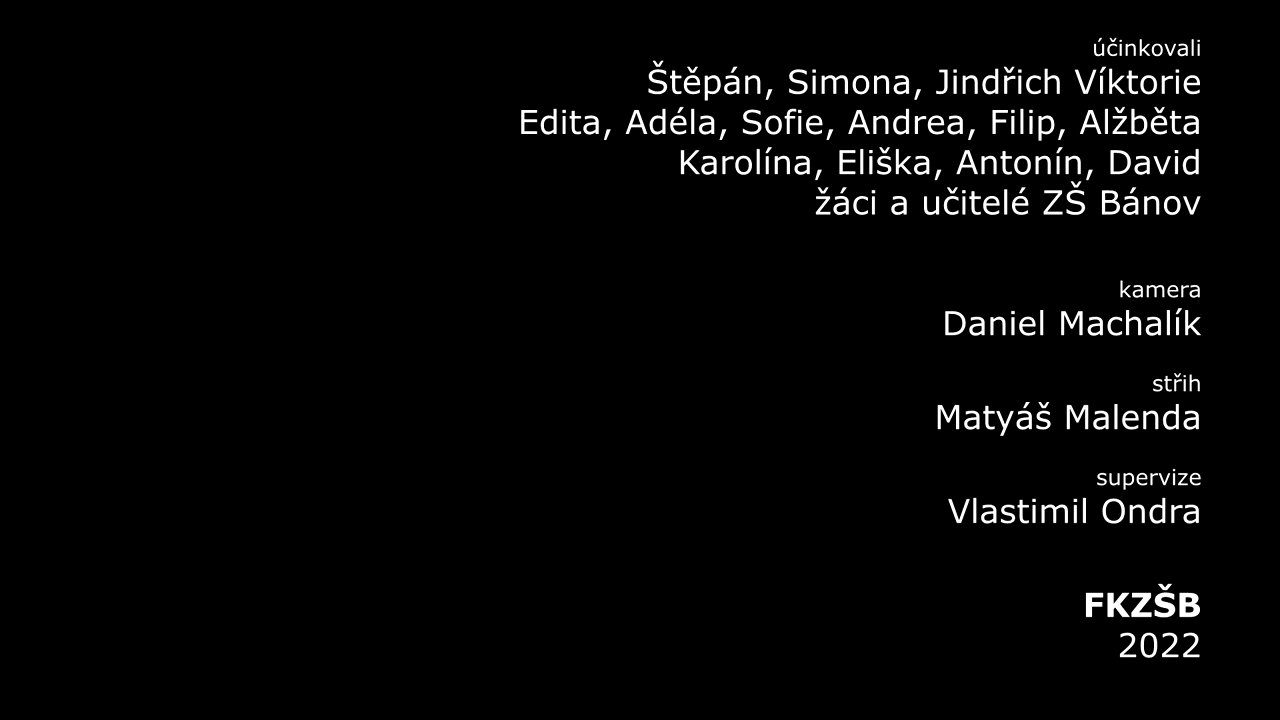 účinkovali
Štěpán, Simona, Jindřich Víktorie
Edita, Adéla, Sofie, Andrea, Filip, Alžběta
Karolína, Eliška, Antonín, David
žáci a učitelé ZŠ Bánov
kamera
Daniel Machalík
střih
Matyáš Malenda
supervize
Vlastimil Ondra
FKZŠB
2022